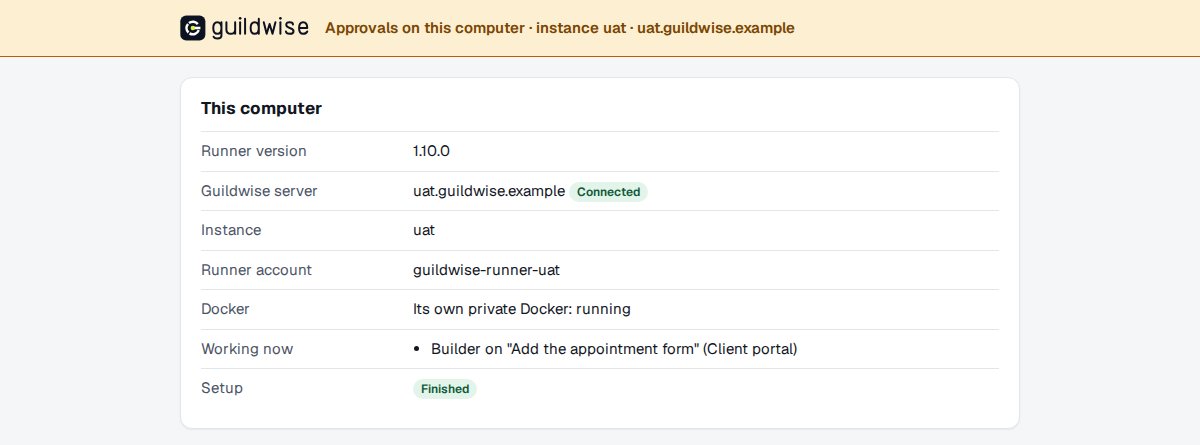 guildwise Approvals on this computer · instance uat · uat.guildwise.example
This computer
Runner version 1.10.0
Guildwise server uat.guildwise.example Connected
Instance uat
Runner account guildwise-runner-uat
Docker Its own private Docker: running
Working now • Builder on "Add the appointment form" (Client portal)
Setup Finished